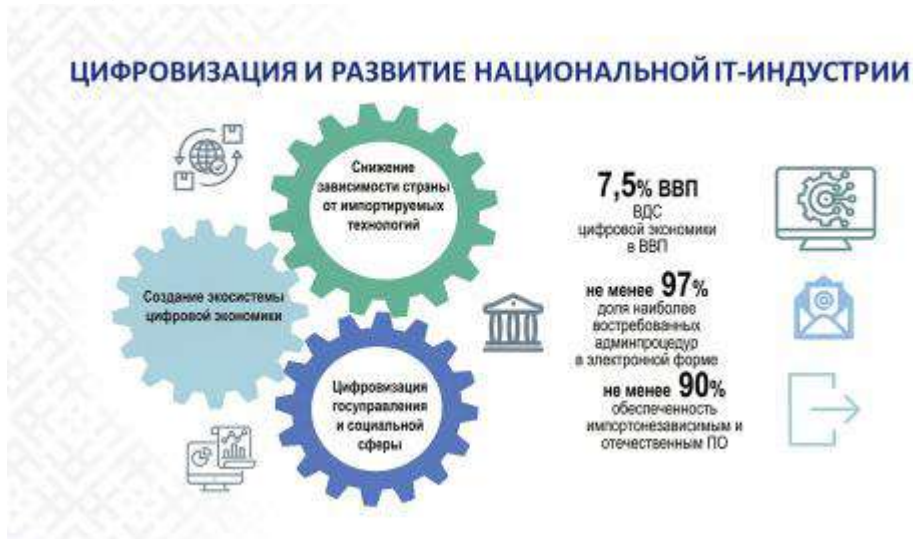 ЦИФРОВИЗАЦИЯ И РАЗВИТИЕ НАЦИОНАЛЬНОЙ IT-ИНДУСТРИИ
Снижение
зависимости страны
от импортируемых
технологий
Создание экосистемы
цифровой экономики
Цифровизация
госуправления
и социальной
сферы
7,5% ВВП
ВДС
цифровой экономики
в ВВП
не менее 97%
доля наиболее
востребованных
админпроцедур
в электронной форме
не менее 90%
обеспеченность
импортонезависимым и
отечественным ПО